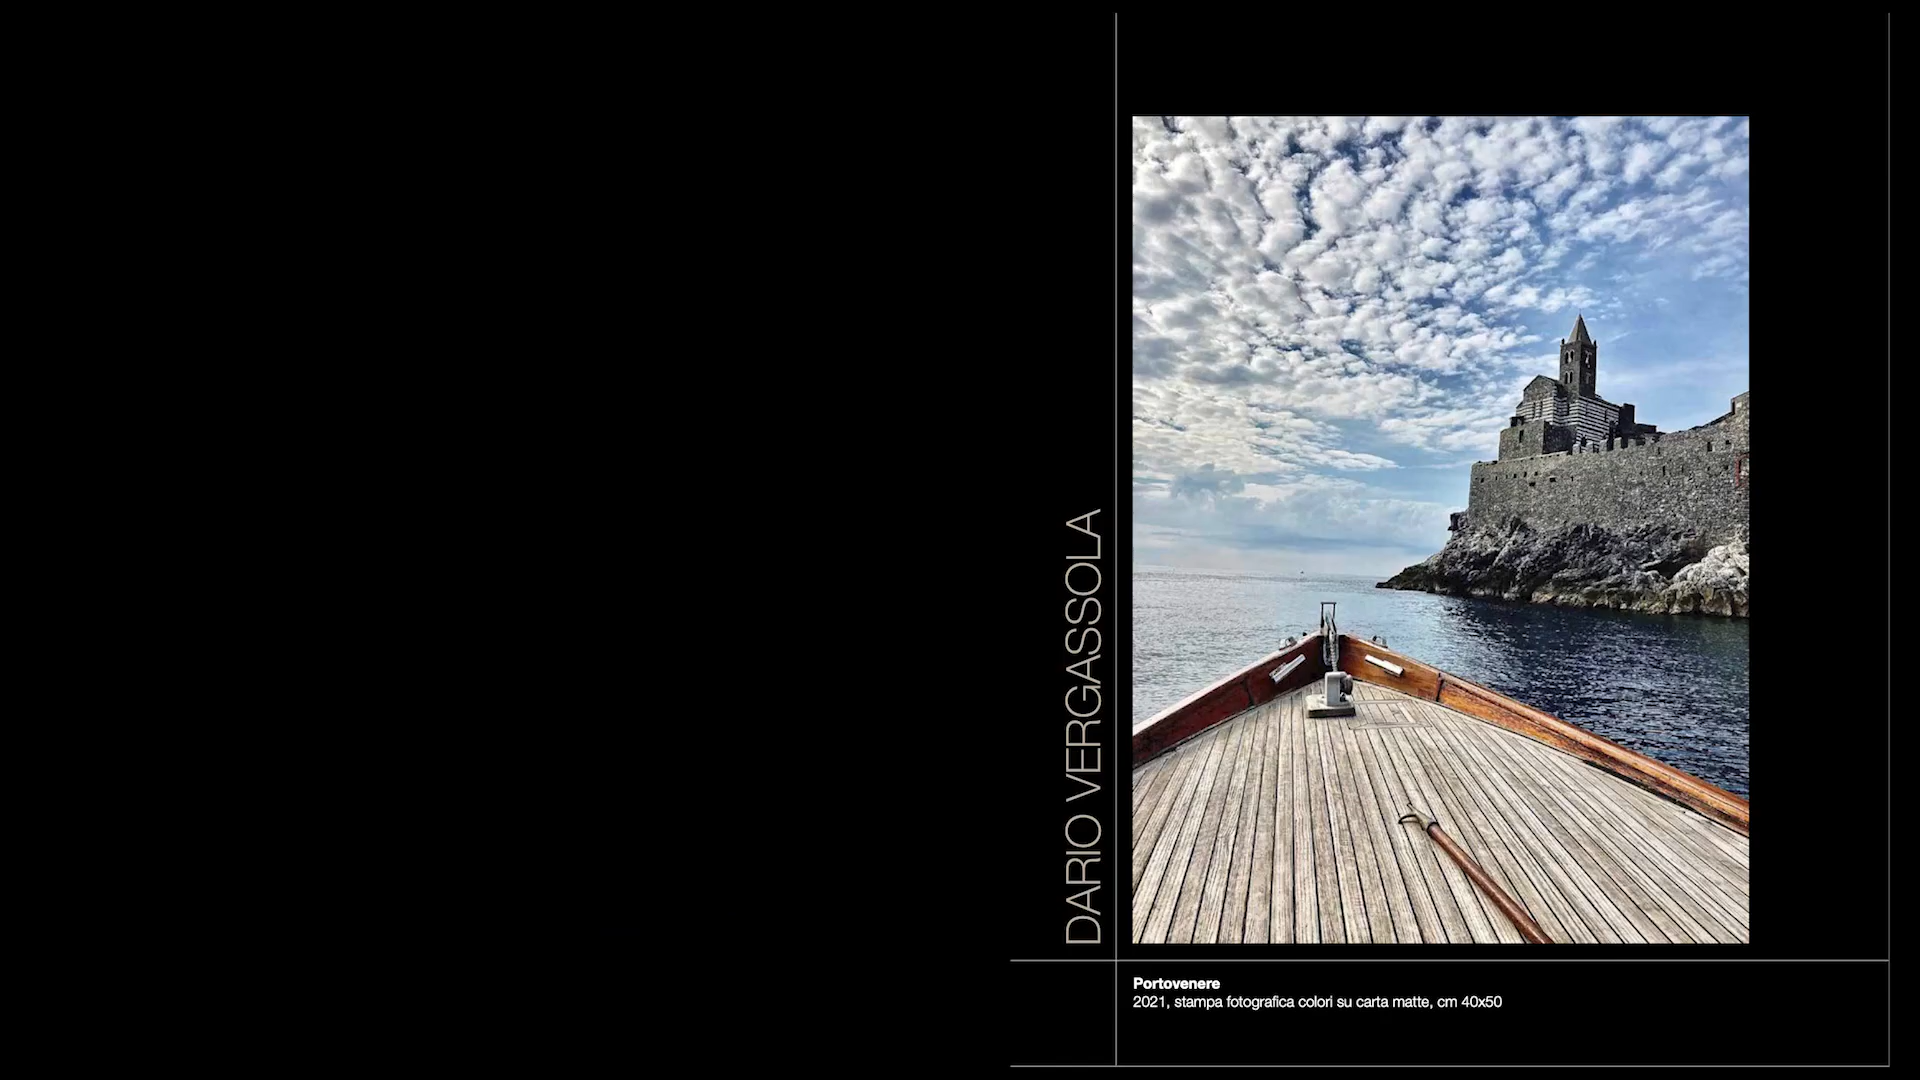 DARIO VERGASSOLA
Portovenere
2021, stampa fotografica colori su carta matte, cm 40x50